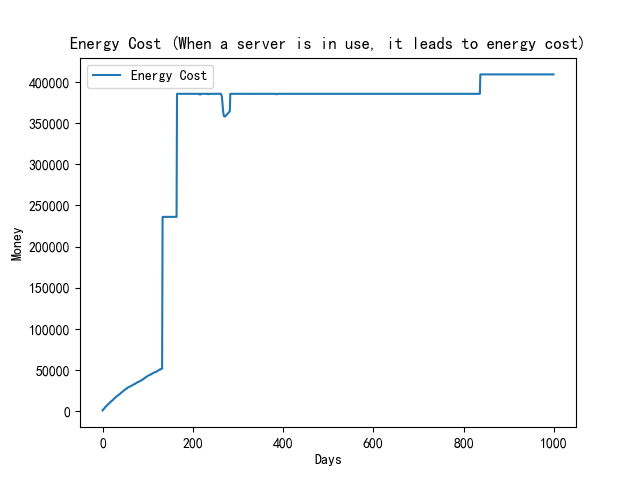 Energy Cost (When a server is in use, it leads to energy cost)
Energy Cost
400000
350000
300000
250000
200000
150000
100000
50000
0
Money
0 200 400 600 800 1000
Days